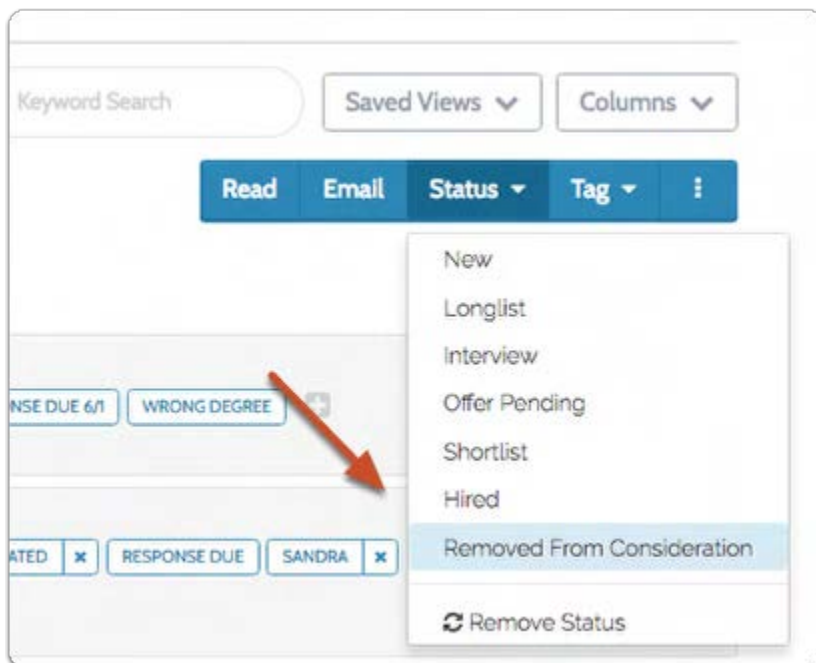 Keyword Search Saved Views Columns
Read Email Status Tag
New
Longlist
Interview
Offer Pending
NSE DUE 6/1 WRONG DEGREE
Shortlist
Hired
Removed From Consideration
ATED RESPONSE DUE SANDRA
Remove Status